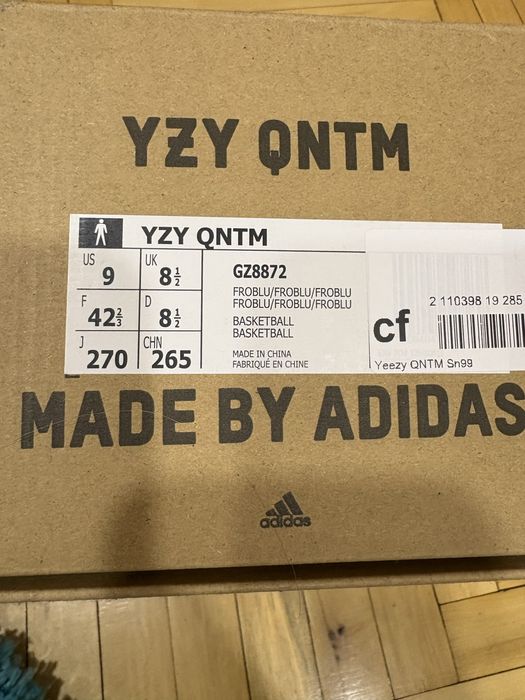 YZY QNTM
YZY QNTM
US 9 UK 8½
F 42⅔ D 8½
J 270 CHN 265
GZ8872
FROBLU/FROBLU/FROBLU
FROBLU/FROBLU/FROBLU
BASKETBALL
BASKETBALL
MADE IN CHINA
FABRIQUÉ EN CHINE
2 110398 19 285
cf
Yeezy QNTM Sn99
MADE BY ADIDAS
adidas